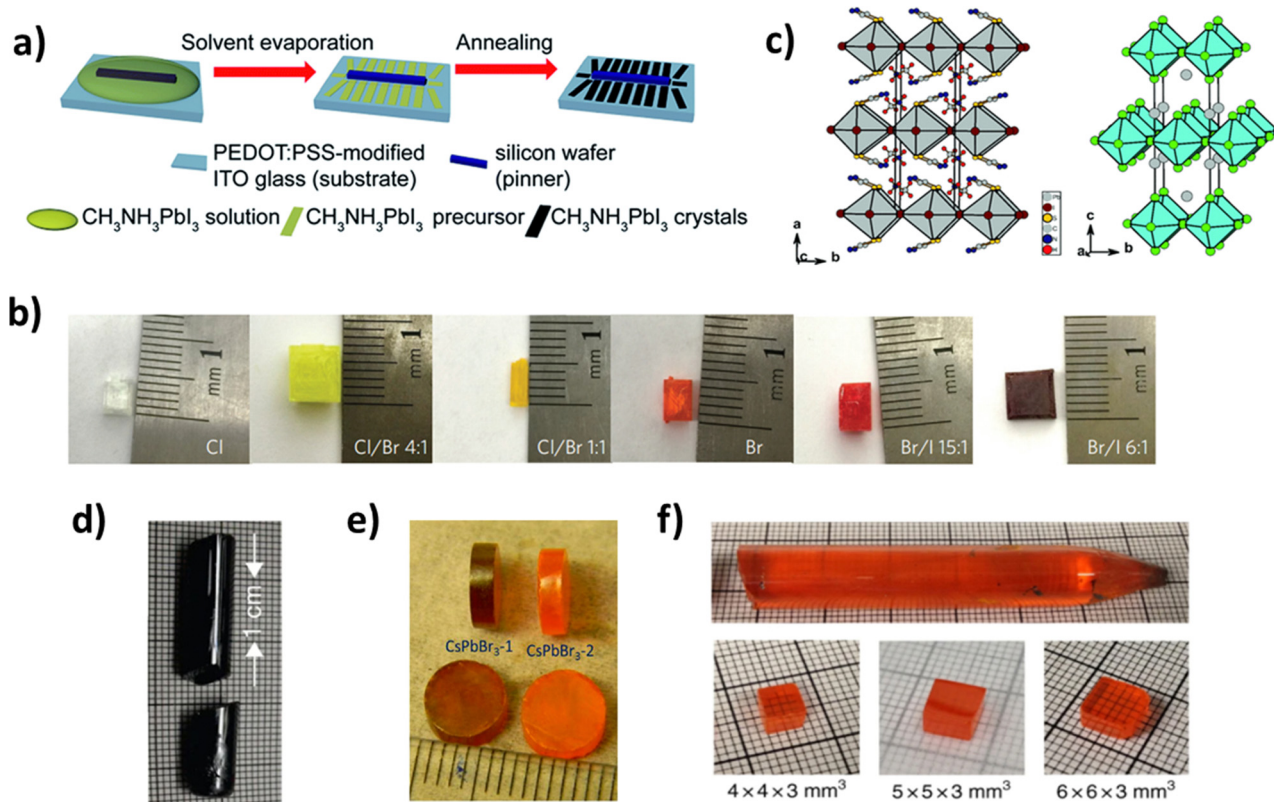 a)
Solvent evaporation
Annealing
PEDOT:PSS-modified
ITO glass (substrate)
silicon wafer
(pinner)
CH₃NH₃PbI₃ solution
CH₃NH₃PbI₃ precursor
CH₃NH₃PbI₃ crystals
c)
a
c
b
Pb
I
S
C
N
H
c
a
b
b)
mm 1
Cl
mm 1
Cl/Br 4:1
mm 1
Cl/Br 1:1
mm 1
Br
mm 1
Br/I 15:1
mm 1
Br/I 6:1
d)
1 cm
e)
CsPbBr₃-1
CsPbBr₃-2
f)
4×4×3 mm³
5×5×3 mm³
6×6×3 mm³